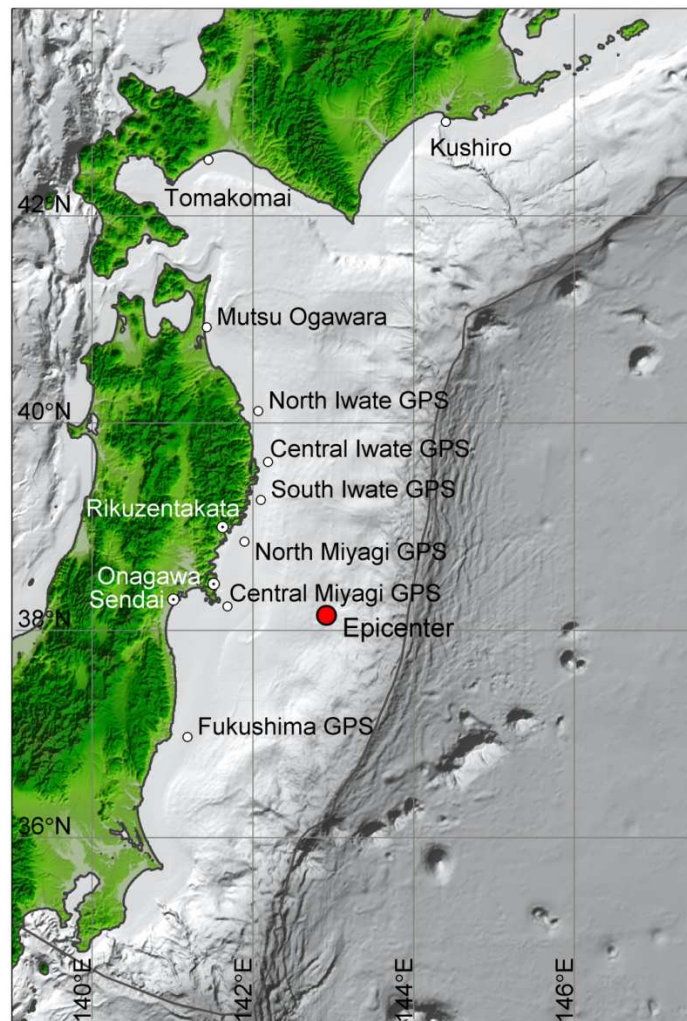 Kushiro
Tomakomai
42°N
Mutsu Ogawara
North Iwate GPS
40°N
Central Iwate GPS
South Iwate GPS
Rikuzentakata
North Miyagi GPS
Onagawa
Central Miyagi GPS
Sendai
38°N
Epicenter
Fukushima GPS
36°N
140°E
142°E
144°E
146°E